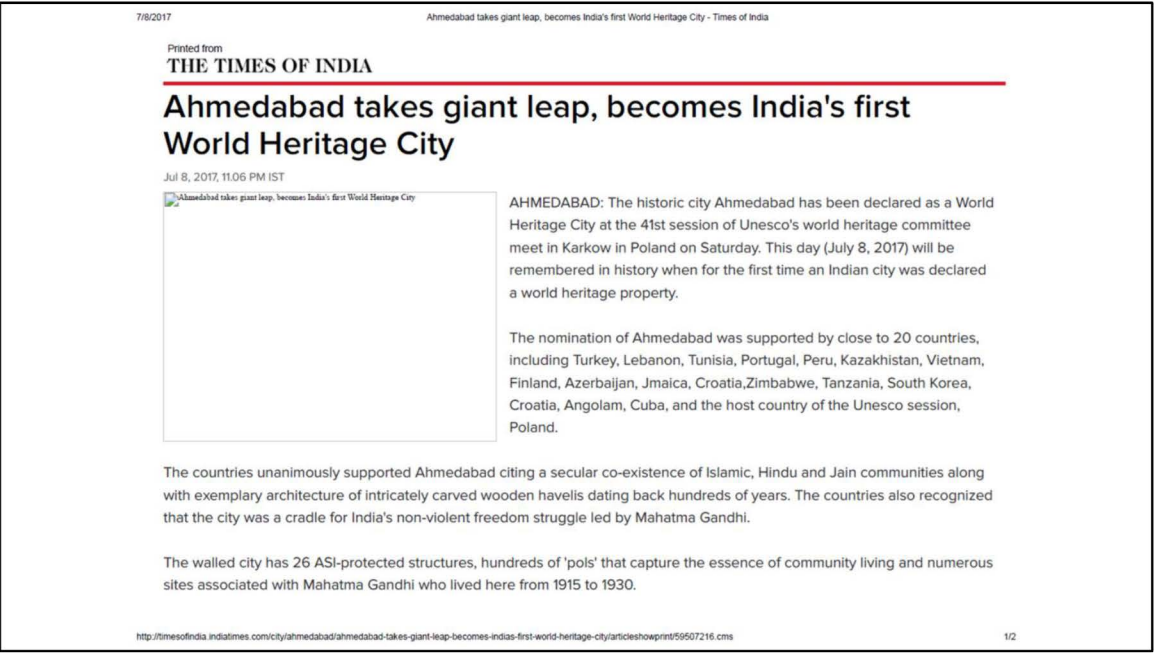 7/8/2017 Ahmedabad takes giant leap, becomes India's first World Heritage City - Times of India
Printed from
THE TIMES OF INDIA
Ahmedabad takes giant leap, becomes India's first
World Heritage City
Jul 8, 2017, 11.06 PM IST
Ahmedabad takes giant leap, becomes India's first World Heritage City
AHMEDABAD: The historic city Ahmedabad has been declared as a World
Heritage City at the 41st session of Unesco's world heritage committee
meet in Karkow in Poland on Saturday. This day (July 8, 2017) will be
remembered in history when for the first time an Indian city was declared
a world heritage property.
The nomination of Ahmedabad was supported by close to 20 countries,
including Turkey, Lebanon, Tunisia, Portugal, Peru, Kazakhistan, Vietnam,
Finland, Azerbaijan, Jmaica, Croatia,Zimbabwe, Tanzania, South Korea,
Croatia, Angolam, Cuba, and the host country of the Unesco session,
Poland.
The countries unanimously supported Ahmedabad citing a secular co-existence of Islamic, Hindu and Jain communities along
with exemplary architecture of intricately carved wooden havelis dating back hundreds of years. The countries also recognized
that the city was a cradle for India's non-violent freedom struggle led by Mahatma Gandhi.
The walled city has 26 ASI-protected structures, hundreds of 'pols' that capture the essence of community living and numerous
sites associated with Mahatma Gandhi who lived here from 1915 to 1930.
http://timesofindia.indiatimes.com/city/ahmedabad/ahmedabad-takes-giant-leap-becomes-indias-first-world-heritage-city/articleshowprint/59507216.cms 1/2